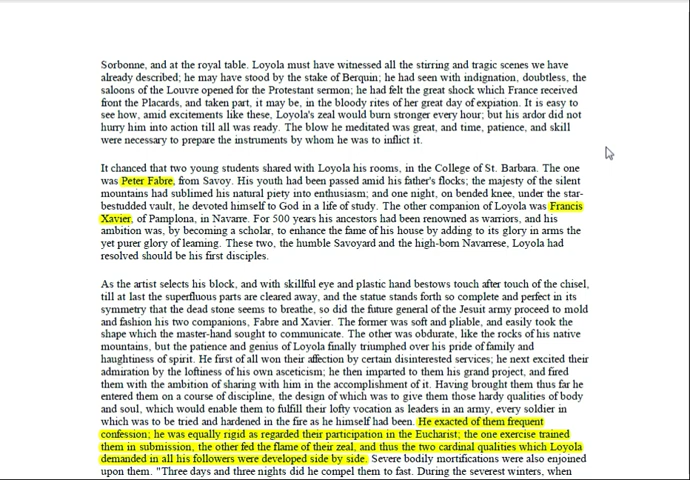 Sorbonne, and at the royal table. Loyola must have witnessed all the stirring and tragic scenes we have
already described; he may have stood by the stake of Berquin; he had seen with indignation, doubtless, the
saloons of the Louvre opened for the Protestant sermon; he had felt the great shock which France received
front the Placards, and taken part, it may be, in the bloody rites of her great day of expiation. It is easy to
see how, amid excitements like these, Loyola's zeal would burn stronger every hour; but his ardor did not
hurry him into action till all was ready. The blow he meditated was great, and time, patience, and skill
were necessary to prepare the instruments by whom he was to inflict it.
It chanced that two young students shared with Loyola his rooms, in the College of St. Barbara. The one
was Peter Fabre, from Savoy. His youth had been passed amid his father's flocks; the majesty of the silent
mountains had sublimed his natural piety into enthusiasm; and one night, on bended knee, under the star-
bestudded vault, he devoted himself to God in a life of study. The other companion of Loyola was Francis
Xavier, of Pamplona, in Navarre. For 500 years his ancestors had been renowned as warriors, and his
ambition was, by becoming a scholar, to enhance the fame of his house by adding to its glory in arms the
yet purer glory of learning. These two, the humble Savoyard and the high-born Navarrese, Loyola had
resolved should be his first disciples.
As the artist selects his block, and with skillful eye and plastic hand bestows touch after touch of the chisel,
till at last the superfluous parts are cleared away, and the statue stands forth so complete and perfect in its
symmetry that the dead stone seems to breathe, so did the future general of the Jesuit army proceed to mold
and fashion his two companions, Fabre and Xavier. The former was soft and pliable, and easily took the
shape which the master-hand sought to communicate. The other was obdurate, like the rocks of his native
mountains, but the patience and genius of Loyola finally triumphed over his pride of family and
haughtiness of spirit. He first of all won their affection by certain disinterested services; he next excited their
admiration by the loftiness of his own asceticism; he then imparted to them his grand project, and fired
them with the ambition of sharing with him in the accomplishment of it. Having brought them thus far he
entered them on a course of discipline, the design of which was to give them those hardy qualities of body
and soul, which would enable them to fulfill their lofty vocation as leaders in an army, every soldier in
which was to be tried and hardened in the fire as he himself had been. He exacted of them frequent
confession; he was equally rigid as regarded their participation in the Eucharist; the one exercise trained
them in submission, the other fed the flame of their zeal, and thus the two cardinal qualities which Loyola
demanded in all his followers were developed side by side. Severe bodily mortifications were also enjoined
upon them. "Three days and three nights did he compel them to fast. During the severest winters, when